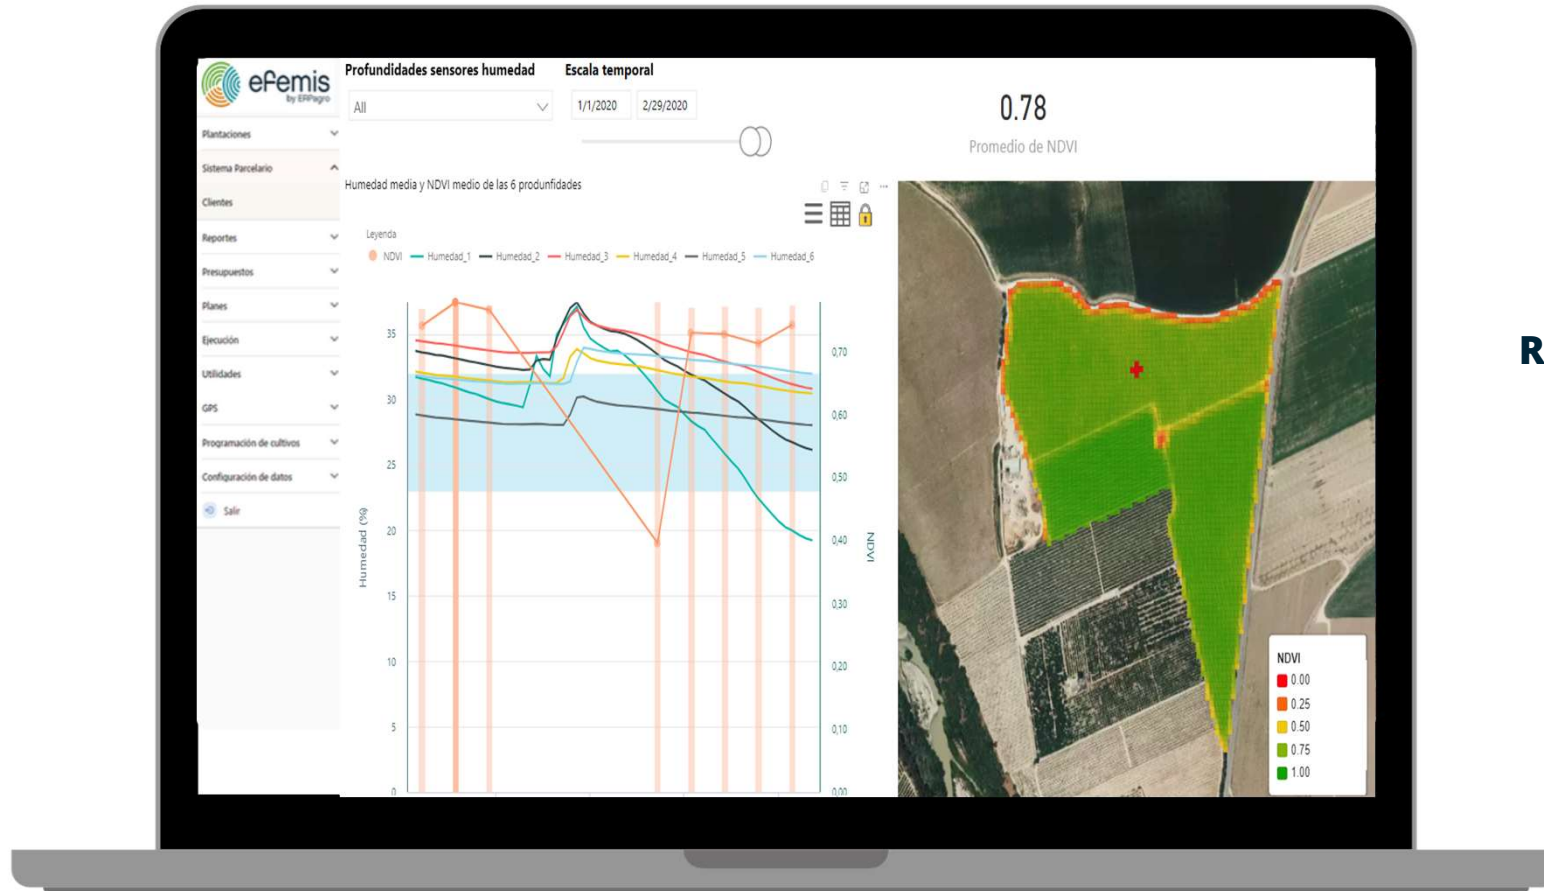 eFemis
by ERPagro
Plantaciones
Sistema Parcelario
Clientes
Reportes
Presupuestos
Planes
Ejecución
Utilidades
GPS
Programación de cultivos
Configuración de datos
Salir
Profundidades sensores humedad
Escala temporal
All
1/1/2020
2/29/2020
0.78
Promedio de NDVI
Humedad media y NDVI medio de las 6 produnfidades
Leyenda
NDVI
Humedad_1
Humedad_2
Humedad_3
Humedad_4
Humedad_5
Humedad_6
Humedad (%)
35
30
25
20
15
10
5
0
0,70
0,60
0,50
0,40
0,30
0,20
0,10
0,00
NDVI
NDVI
0.00
0.25
0.50
0.75
1.00
R